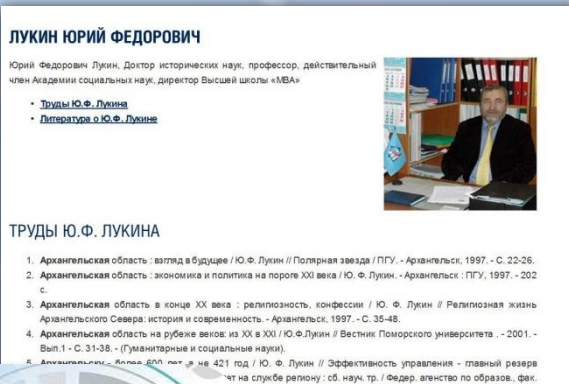 ЛУКИН ЮРИЙ ФЕДОРОВИЧ
Юрий Федорович Лукин, Доктор исторических наук, профессор, действительный
член Академии социальных наук, директор Высшей школы «МВА»
• Труды Ю.Ф. Лукина
• Литература о Ю.Ф. Лукине
ТРУДЫ Ю.Ф. ЛУКИНА
1. Архангельская область : взгляд в будущее / Ю.Ф. Лукин // Полярная звезда / ПГУ. - Архангельск, 1997. - С. 22-26.
2. Архангельская область : экономика и политика на пороге XXI века / Ю. Ф. Лукин. - Архангельск : ПГУ, 1997. - 202
с.
3. Архангельская область в конце XX века : религиозность, конфессии / Ю. Ф. Лукин // Религиозная жизнь
Архангельского Севера: история и современность. - Архангельск, 1997. - С. 35-48.
4. Архангельская область на рубеже веков: из XX в XXI / Ю.Ф.Лукин // Вестник Поморского университета . - 2001. -
Вып.1 - С. 31-38. - (Гуманитарные и социальные науки).
5. Архангельску - более 600 лет, а не 421 год / Ю. Ф. Лукин // Эффективность управления - главный резерв
ет на службе региону : сб. науч. тр. / Федер. агенство по образов, фак.